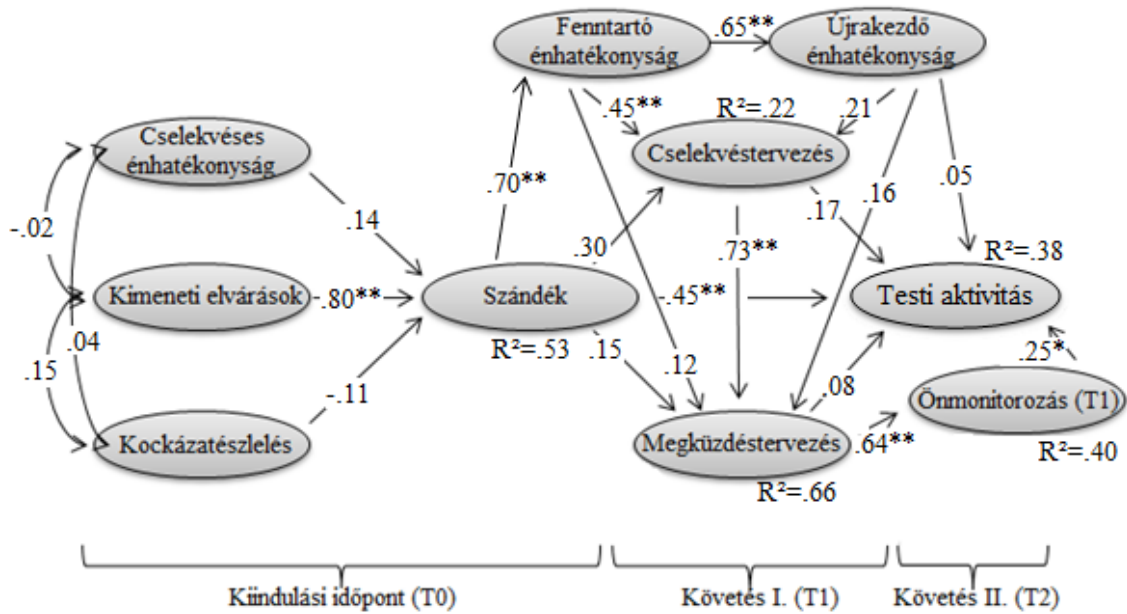 Fenntartó
énhatékonyság
.65**
Újrakezdő
énhatékonyság
Cselekvéses
énhatékonyság
.45**
R²=.22
.21
Cselekvéstervezés
-.02
.14
.70**
.30
.73**
.17
.16
.05
R²=.38
Kimeneti elvárások
-.80**
Szándék
-.45**
Testi aktivitás
.15
.04
-.11
R²=.53
.15
.12
.08
.25*
Önmonitorozás (T1)
Kockázatészlelés
Megküzdéstervezés
.64**
R²=.40
R²=.66
Kiindulási időpont (T0)
Követés I. (T1)
Követés II. (T2)